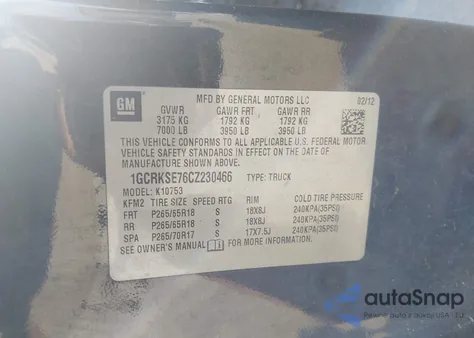 GM
MFD BY GENERAL MOTORS LLC 02/12
GVWR GAWR FRT GAWR RR
3175 KG 1792 KG 1792 KG
7000 LB 3950 LB 3950 LB
THIS VEHICLE CONFORMS TO ALL APPLICABLE U.S. FEDERAL MOTOR
VEHICLE SAFETY STANDARDS IN EFFECT ON THE DATE OF
MANUFACTURE SHOWN ABOVE.
1GCRKSE76CZ230466 TYPE: TRUCK
MODEL: K10753
KFM2 TIRE SIZE SPEED RTG RIM COLD TIRE PRESSURE
FRT P265/65R18 S 18X8J 240KPA(35PSI)
RR P265/65R18 S 18X8J 240KPA(35PSI)
SPA P265/70R17 S 17X7.5J 240KPA(35PSI)
SEE OWNERS MANUAL FOR MORE INFORMATION.
autoSnap
z aukcji USA i EU